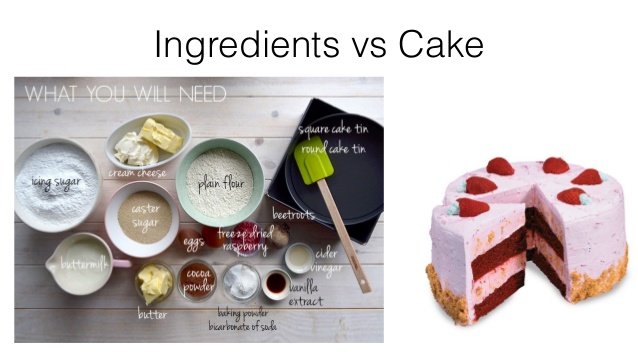 Ingredients vs Cake
WHAT YOU WILL NEED
square cake tin
round cake tin
cream cheese
icing sugar
plain flour
castor
sugar
beetroots
eggs
freeze dried
raspberry
cider
vinegar
buttermilk
cocoa
powder
vanilla
extract
butter
baking powder
bicarbonate of soda